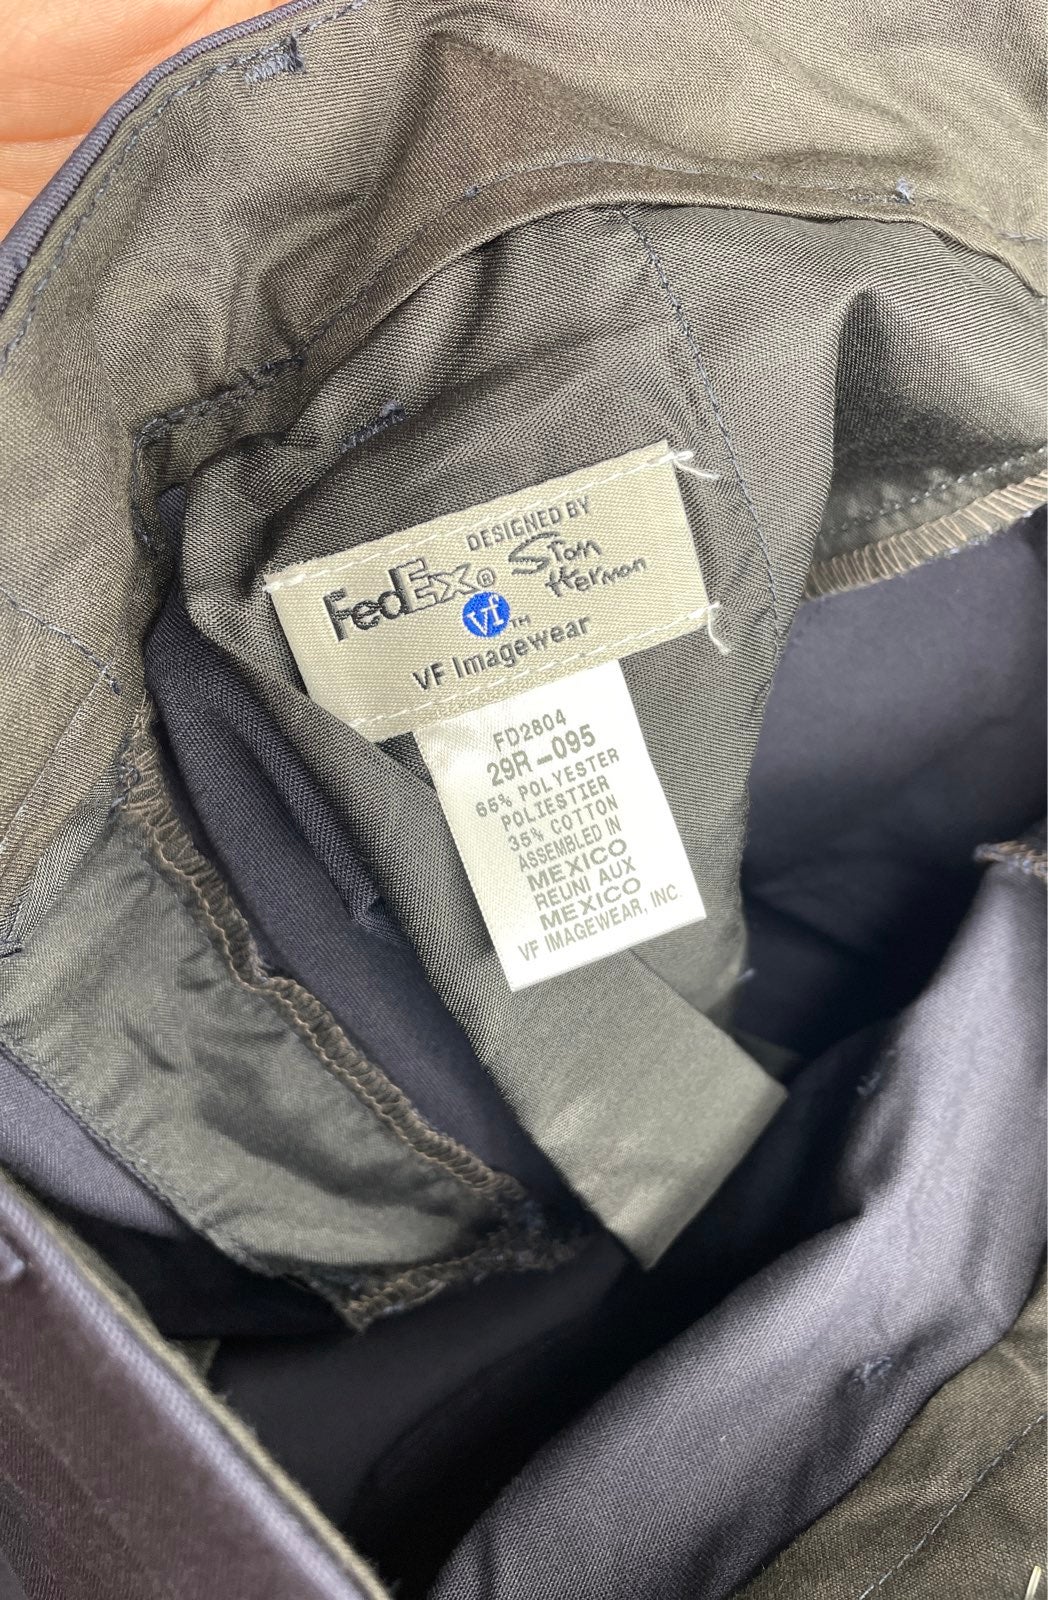 DESIGNED BY
FedEx® Stan Herman
vf™
VF Imagewear
FD2804
29R-095
65% POLYESTER
POLIESTIER
35% COTTON
ASSEMBLED IN
MEXICO
REUNI AUX
MEXICO
VF IMAGEWEAR, INC.